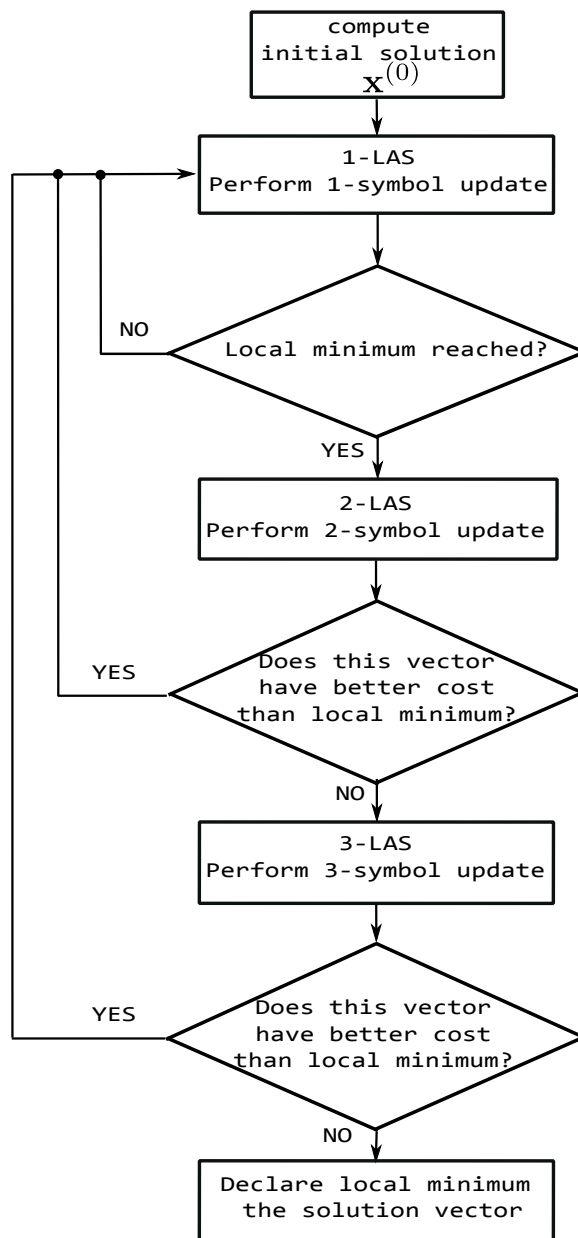 compute
initial solution
x^(0)
1-LAS
Perform 1-symbol update
NO
Local minimum reached?
YES
2-LAS
Perform 2-symbol update
YES
Does this vector
have better cost
than local minimum?
NO
3-LAS
Perform 3-symbol update
YES
Does this vector
have better cost
than local minimum?
NO
Declare local minimum
the solution vector